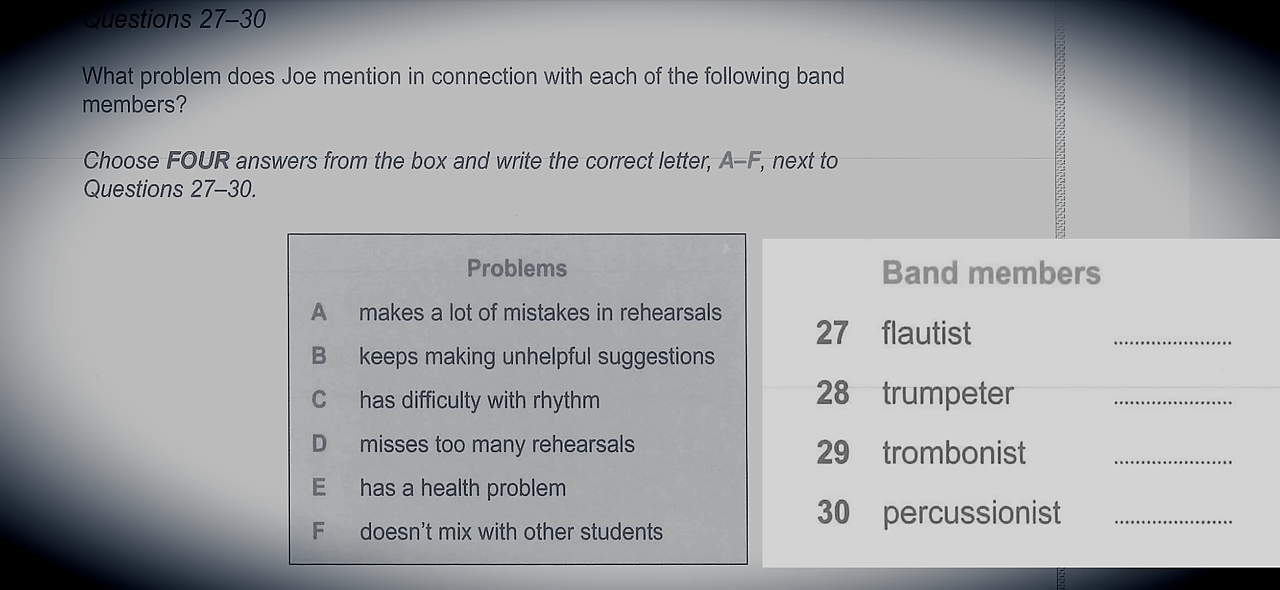 Questions 27–30
What problem does Joe mention in connection with each of the following band
members?
Choose FOUR answers from the box and write the correct letter, A–F, next to
Questions 27–30.
Problems
A makes a lot of mistakes in rehearsals
B keeps making unhelpful suggestions
C has difficulty with rhythm
D misses too many rehearsals
E has a health problem
F doesn't mix with other students
Band members
27 flautist ........................
28 trumpeter ........................
29 trombonist ........................
30 percussionist ........................